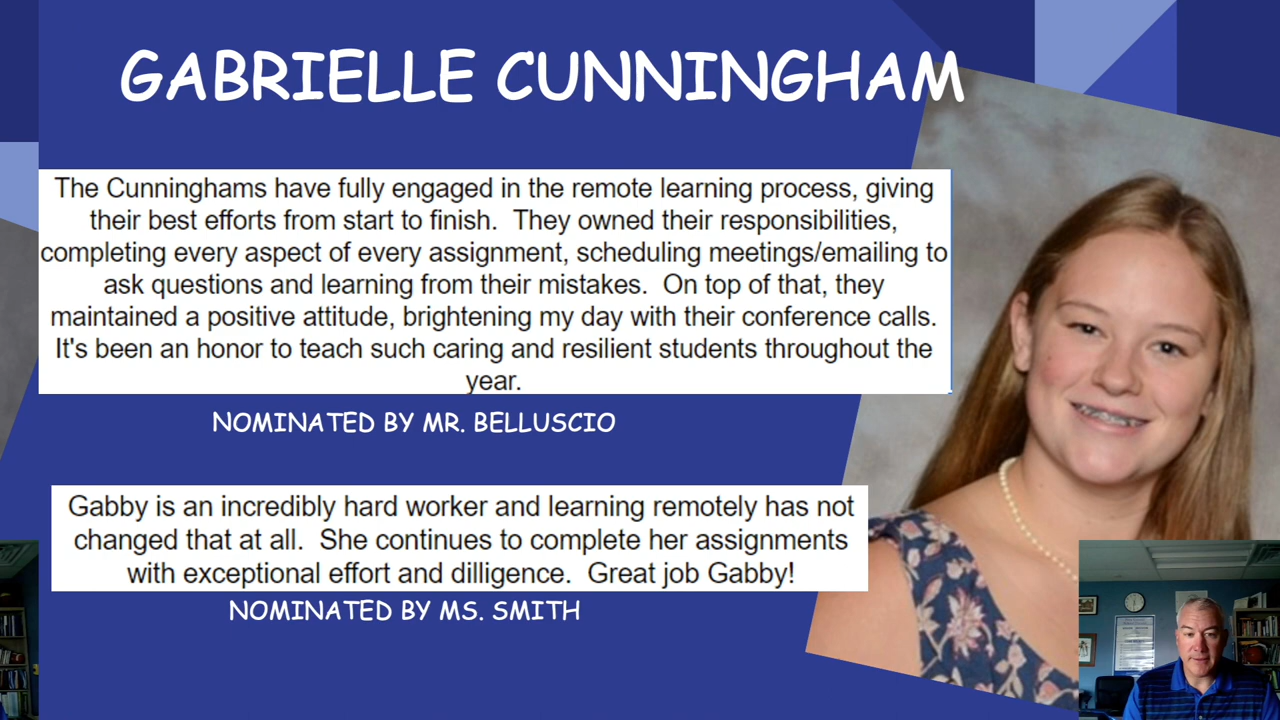 GABRIELLE CUNNINGHAM
The Cunninghams have fully engaged in the remote learning process, giving
their best efforts from start to finish.  They owned their responsibilities,
completing every aspect of every assignment, scheduling meetings/emailing to
ask questions and learning from their mistakes.  On top of that, they
maintained a positive attitude, brightening my day with their conference calls.
It's been an honor to teach such caring and resilient students throughout the
year.
NOMINATED BY MR. BELLUSCIO
Gabby is an incredibly hard worker and learning remotely has not
changed that at all.  She continues to complete her assignments
with exceptional effort and dilligence.  Great job Gabby!
NOMINATED BY MS. SMITH